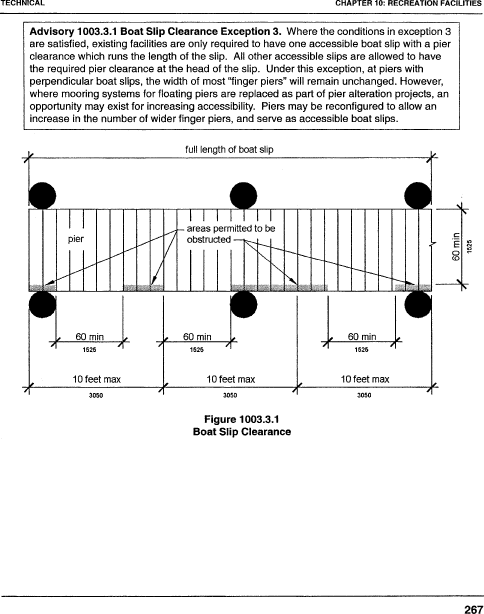 TECHNICAL
CHAPTER 10: RECREATION FACILITIES
Advisory 1003.3.1 Boat Slip Clearance Exception 3. Where the conditions in exception 3
are satisfied, existing facilities are only required to have one accessible boat slip with a pier
clearance which runs the length of the slip. All other accessible slips are allowed to have
the required pier clearance at the head of the slip. Under this exception, at piers with
perpendicular boat slips, the width of most “finger piers” will remain unchanged. However,
where mooring systems for floating piers are replaced as part of pier alteration projects, an
opportunity may exist for increasing accessibility. Piers may be reconfigured to allow an
increase in the number of wider finger piers, and serve as accessible boat slips.
full length of boat slip
pier
areas permitted to be
obstructed
60 min
1525
60 min
1525
60 min
1525
60 min
1525
10 feet max
3050
10 feet max
3050
10 feet max
3050
Figure 1003.3.1
Boat Slip Clearance
267